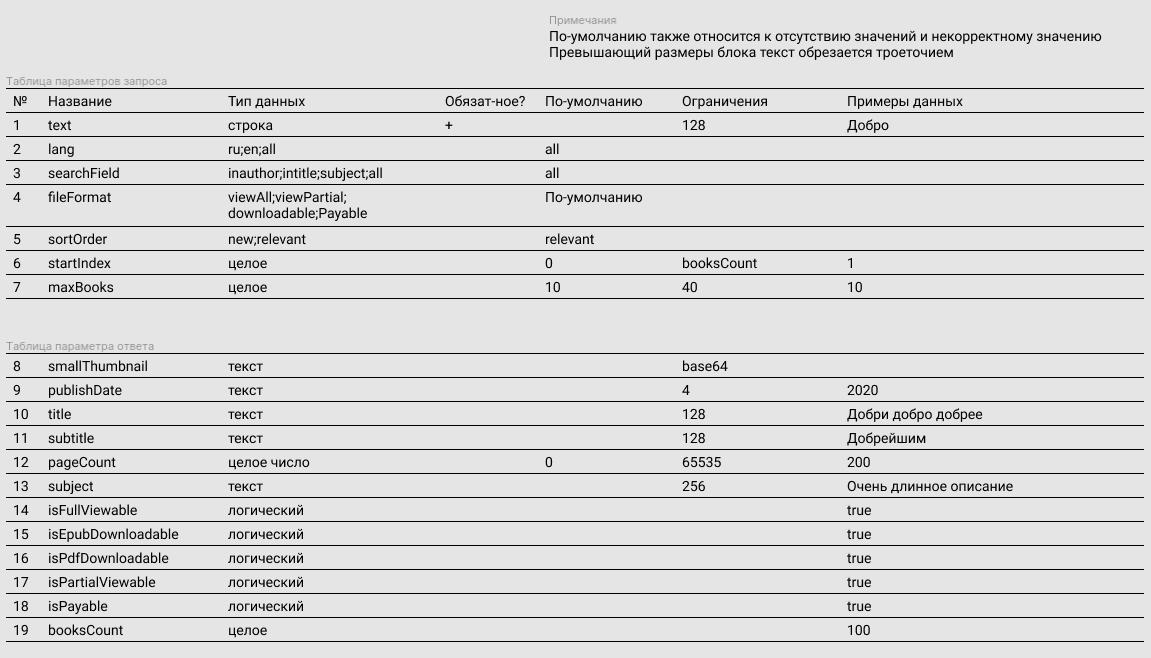 Примечания
По-умолчанию также относится к отсутствию значений и некорректному значению
Превышающий размеры блока текст обрезается троеточием
Таблица параметров запроса
№ Название Тип данных Обязат-ное? По-умолчанию Ограничения Примеры данных
1 text строка + 128 Добро
2 lang ru;en;all all
3 searchField inauthor;intitle;subject;all all
4 fileFormat viewAll;viewPartial; По-умолчанию
downloadable;Payable
5 sortOrder new;relevant relevant
6 startIndex целое 0 booksCount 1
7 maxBooks целое 10 40 10
Таблица параметра ответа
8 smallThumbnail текст base64
9 publishDate текст 4 2020
10 title текст 128 Добри добро добрее
11 subtitle текст 128 Добрейшим
12 pageCount целое число 0 65535 200
13 subject текст 256 Очень длинное описание
14 isFullViewable логический true
15 isEpubDownloadable логический true
16 isPdfDownloadable логический true
17 isPartialViewable логический true
18 isPayable логический true
19 booksCount целое 100